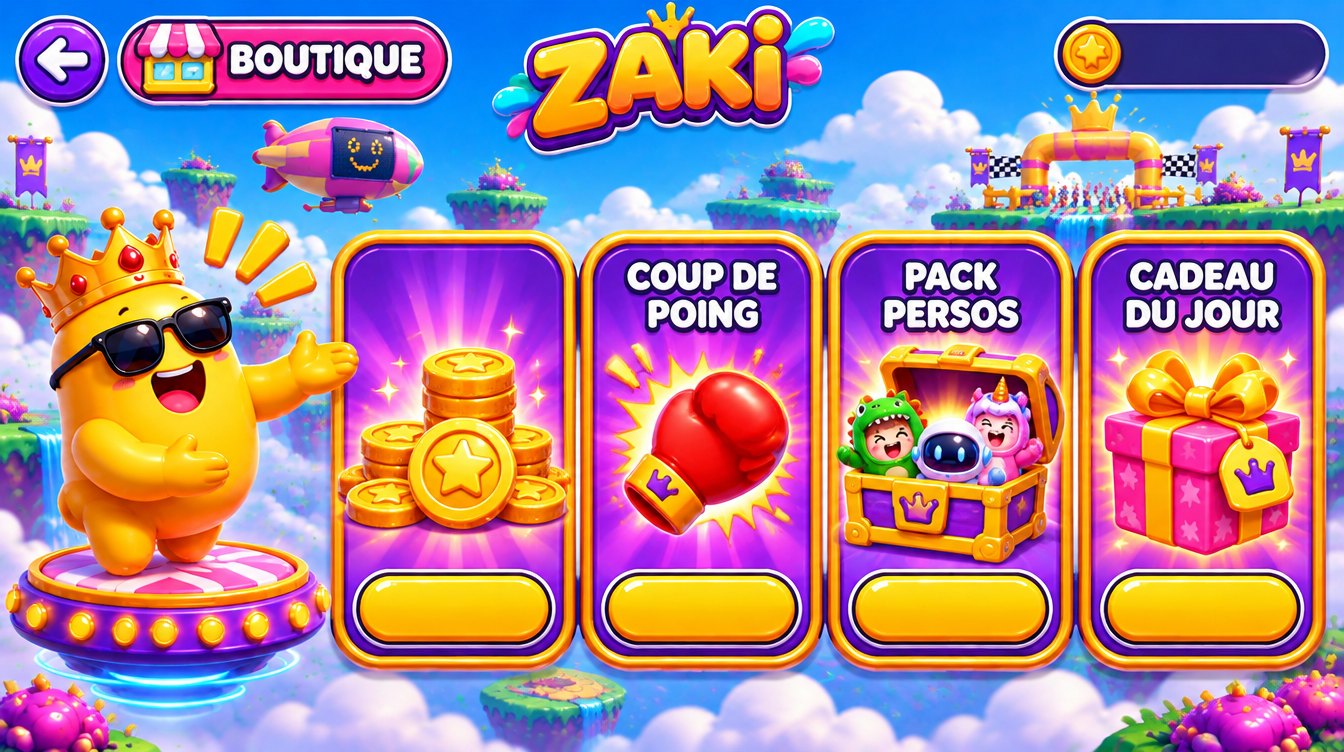 BOUTIQUE
ZAKi
COUP DE
POING
PACK
PERSOS
CADEAU
DU JOUR